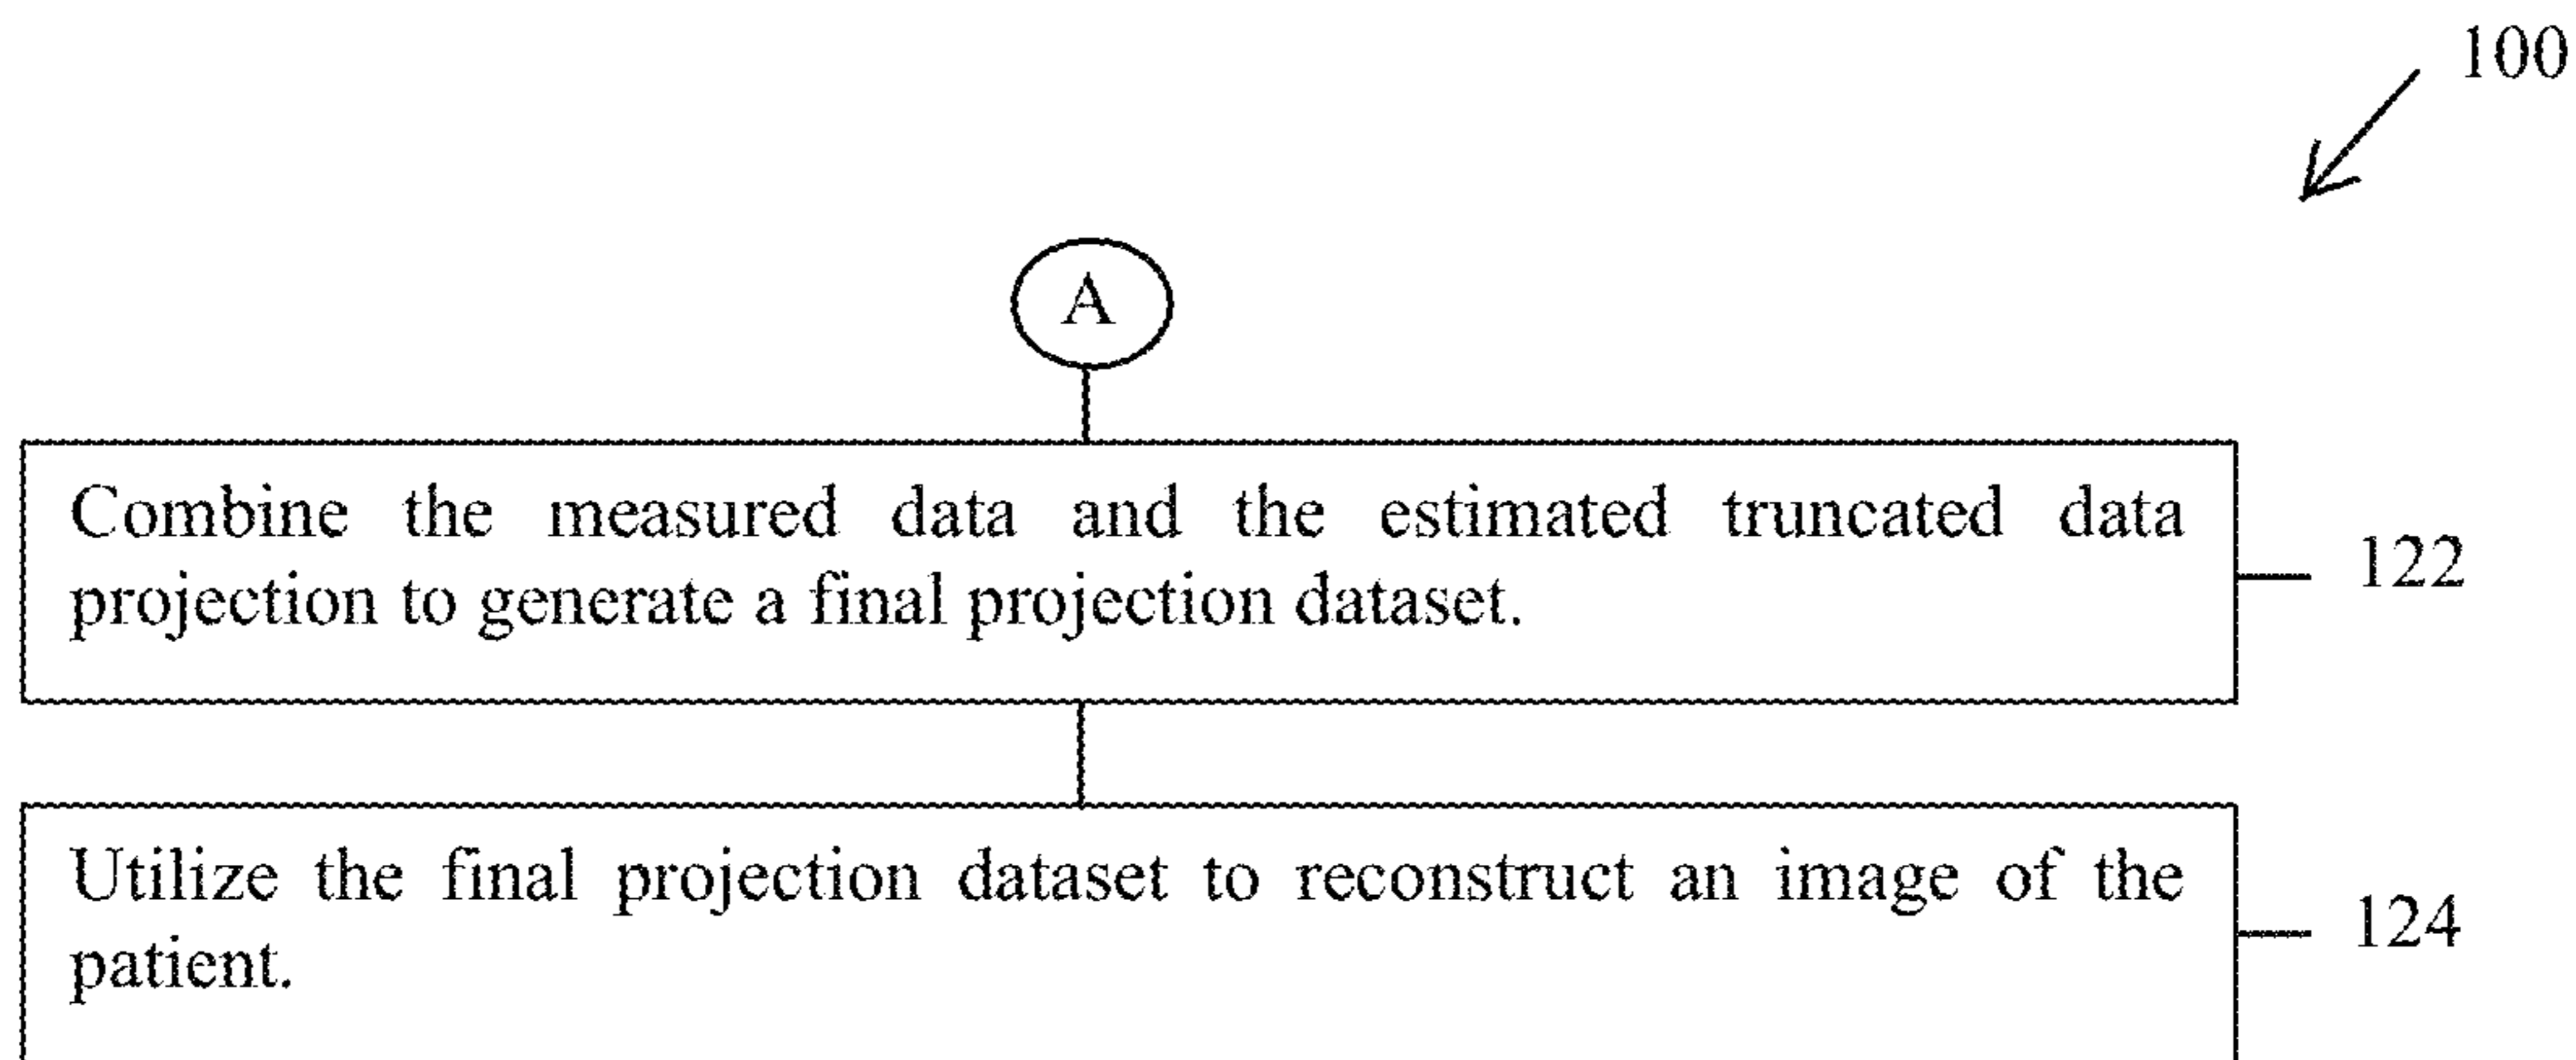 100
A
Combine the measured data and the estimated truncated data
projection to generate a final projection dataset.
122
Utilize the final projection dataset to reconstruct an image of the
patient.
124